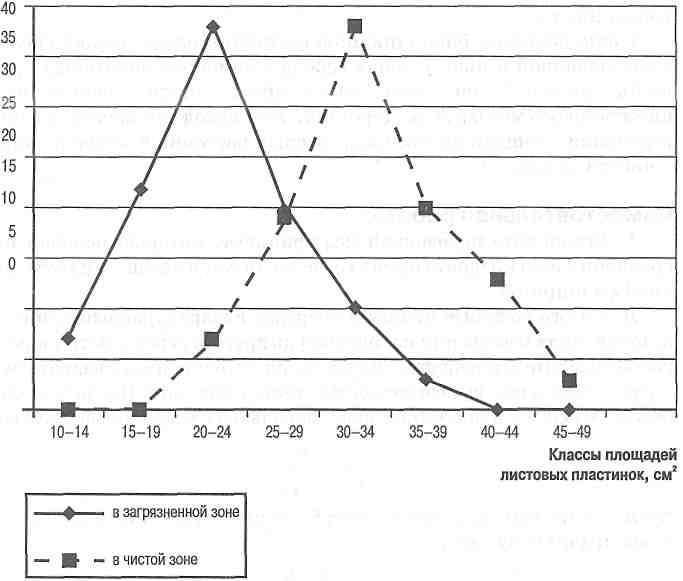 40
35
30
25
20
15
10
5
0
10–14 15–19 20–24 25–29 30–34 35–39 40–44 45–49
Классы площадей
листовых пластинок, см²
в загрязненной зоне
в чистой зоне